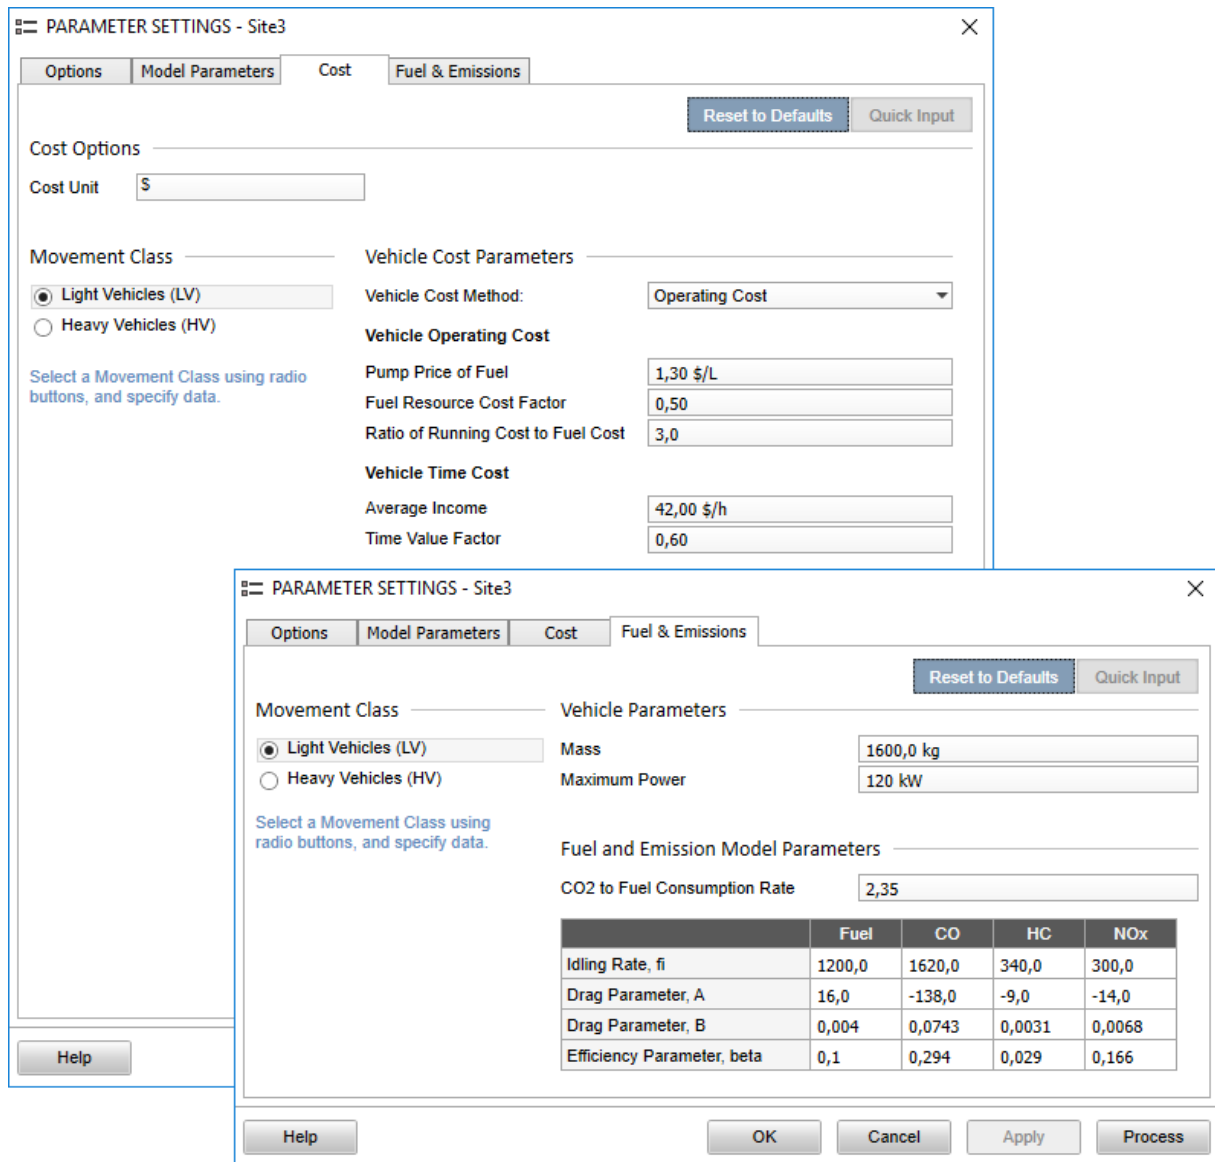 PARAMETER SETTINGS - Site3
Options Model Parameters Cost Fuel & Emissions
Reset to Defaults Quick Input
Cost Options
Cost Unit $
Movement Class
Light Vehicles (LV)
Heavy Vehicles (HV)
Select a Movement Class using radio
buttons, and specify data.
Vehicle Cost Parameters
Vehicle Cost Method: Operating Cost
Vehicle Operating Cost
Pump Price of Fuel 1,30 $/L
Fuel Resource Cost Factor 0,50
Ratio of Running Cost to Fuel Cost 3,0
Vehicle Time Cost
Average Income 42,00 $/h
Time Value Factor 0,60
Help
PARAMETER SETTINGS - Site3
Options Model Parameters Cost Fuel & Emissions
Reset to Defaults Quick Input
Movement Class
Light Vehicles (LV)
Heavy Vehicles (HV)
Select a Movement Class using
radio buttons, and specify data.
Vehicle Parameters
Mass 1600,0 kg
Maximum Power 120 kW
Fuel and Emission Model Parameters
CO2 to Fuel Consumption Rate 2,35
Fuel CO HC NOx
Idling Rate, fi 1200,0 1620,0 340,0 300,0
Drag Parameter, A 16,0 -138,0 -9,0 -14,0
Drag Parameter, B 0,004 0,0743 0,0031 0,0068
Efficiency Parameter, beta 0,1 0,294 0,029 0,166
Help OK Cancel Apply Process